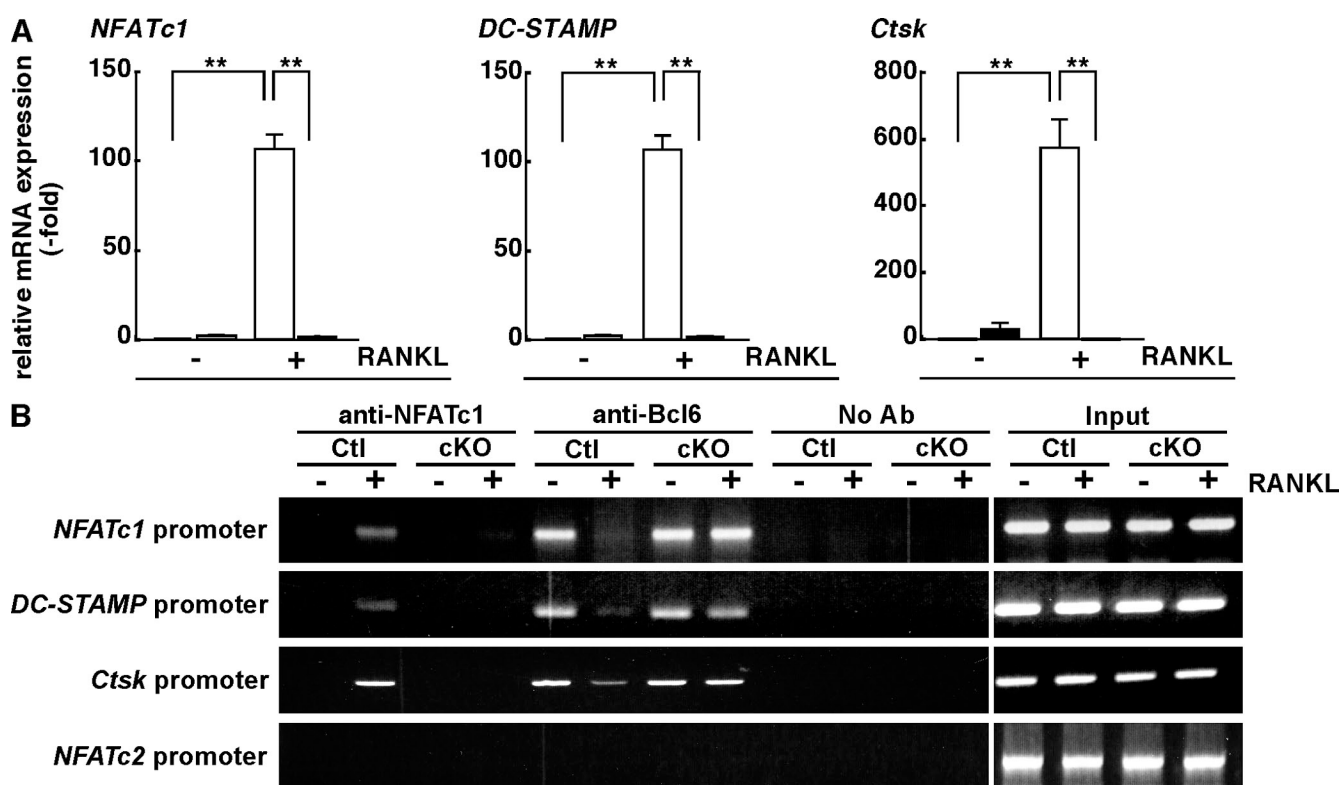 A
NFATc1
DC-STAMP
Ctsk
relative mRNA expression
(-fold)
150
100
50
0
** **
- + RANKL
150
100
50
0
** **
- + RANKL
800
600
400
200
0
** **
- + RANKL
B
anti-NFATc1 anti-Bcl6 No Ab Input
Ctl cKO Ctl cKO Ctl cKO Ctl cKO
- + - + - + - + - + - + - + - + RANKL
NFATc1 promoter
DC-STAMP promoter
Ctsk promoter
NFATc2 promoter